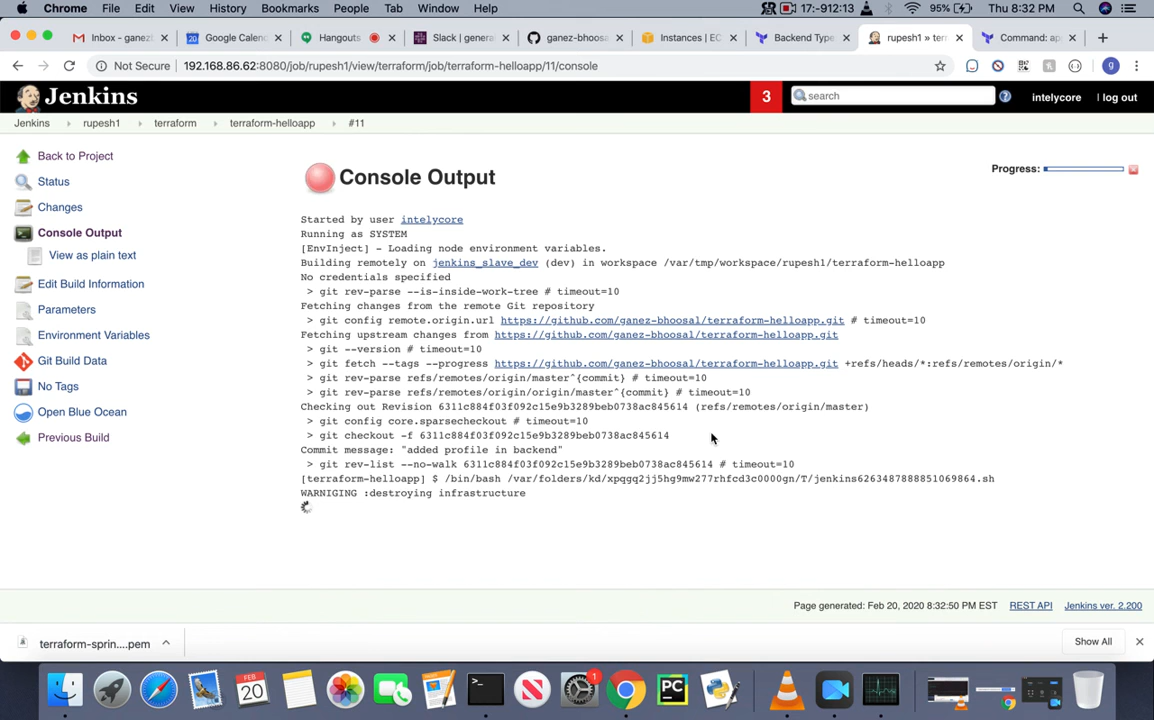 Chrome File Edit View History Bookmarks People Tab Window Help 17:-912:13 95% Thu 8:32 PM
Inbox - ganez Google Calen Hangouts Slack | genera ganez-bhoosa Instances | EC Backend Type rupesh1 » terr Command: ap
Not Secure 192.168.86.62:8080/job/rupesh1/view/terraform/job/terraform-helloapp/11/console g
Jenkins 3 search intelycore | log out
Jenkins rupesh1 terraform terraform-helloapp #11
Back to Project
Status
Changes
Console Output
View as plain text
Edit Build Information
Parameters
Environment Variables
Git Build Data
No Tags
Open Blue Ocean
Previous Build
Console Output
Progress:
Started by user intelycore
Running as SYSTEM
[EnvInject] - Loading node environment variables.
Building remotely on jenkins_slave_dev (dev) in workspace /var/tmp/workspace/rupesh1/terraform-helloapp
No credentials specified
> git rev-parse --is-inside-work-tree # timeout=10
Fetching changes from the remote Git repository
> git config remote.origin.url https://github.com/ganez-bhoosal/terraform-helloapp.git # timeout=10
Fetching upstream changes from https://github.com/ganez-bhoosal/terraform-helloapp.git
> git --version # timeout=10
> git fetch --tags --progress https://github.com/ganez-bhoosal/terraform-helloapp.git +refs/heads/*:refs/remotes/origin/*
> git rev-parse refs/remotes/origin/master^{commit} # timeout=10
> git rev-parse refs/remotes/origin/origin/master^{commit} # timeout=10
Checking out Revision 6311c884f03f092c15e9b3289beb0738ac845614 (refs/remotes/origin/master)
> git config core.sparsecheckout # timeout=10
> git checkout -f 6311c884f03f092c15e9b3289beb0738ac845614
Commit message: "added profile in backend"
> git rev-list --no-walk 6311c884f03f092c15e9b3289beb0738ac845614 # timeout=10
[terraform-helloapp] $ /bin/bash /var/folders/kd/xpqgq2jj5hg9mw277rhfcd3c0000gn/T/jenkins6263487888851069864.sh
WARNIGING :destroying infrastructure
Page generated: Feb 20, 2020 8:32:50 PM EST REST API Jenkins ver. 2.200
terraform-sprin....pem Show All
FEB
20
1
PC